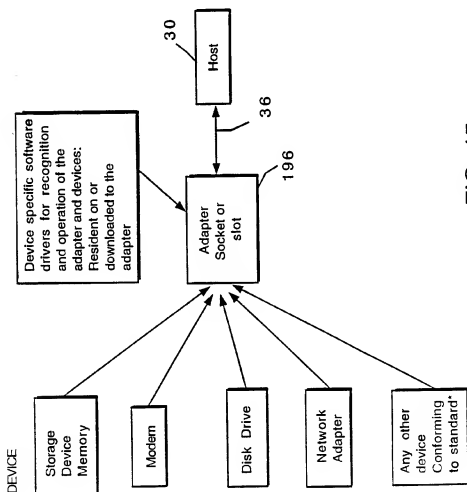 DEVICE
Storage
Device
Memory
Modem
Disk Drive
Network
Adapter
Any other
device
Conforming
to standard*
Device specific software
drivers for recognition
and operation of the
adapter and devices:
Resident on or
downloaded to the
adapter
Adapter
Socket or
slot
196
36
Host
30
FIG.